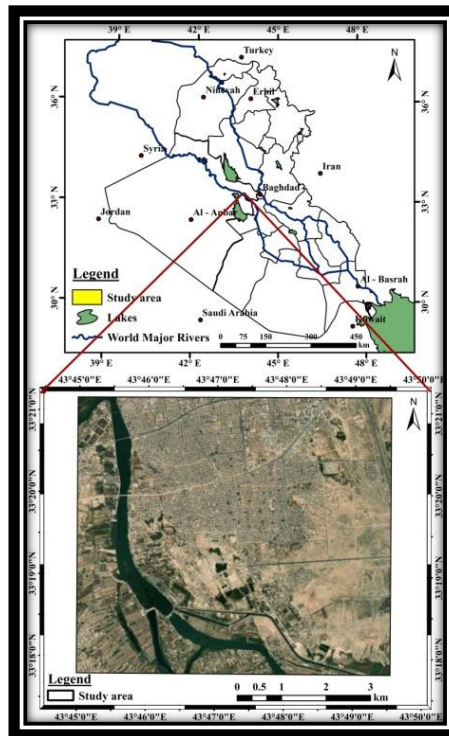 39° E 42° E 45° E 48° E
Turkey
N
36° N
36° N
Ninevah
Erbil
Syria
Iran
Baghdad
33° N
33° N
Jordan
Al - Anbar
Legend
Study area
Lakes
World Major Rivers
Al - Basrah
30° N
30° N
Saudi Arabia
Kuwait
0 75 150 300 450
km
39° E 42° E 45° E 48° E
43°45'0"E 43°46'0"E 43°47'0"E 43°48'0"E 43°49'0"E 43°50'0"E
N
33°21'0"N
33°21'0"N
33°20'0"N
33°20'0"N
33°19'0"N
33°19'0"N
33°18'0"N
33°18'0"N
Legend
Study area
0 0.5 1 2 3
km
43°45'0"E 43°46'0"E 43°47'0"E 43°48'0"E 43°49'0"E 43°50'0"E